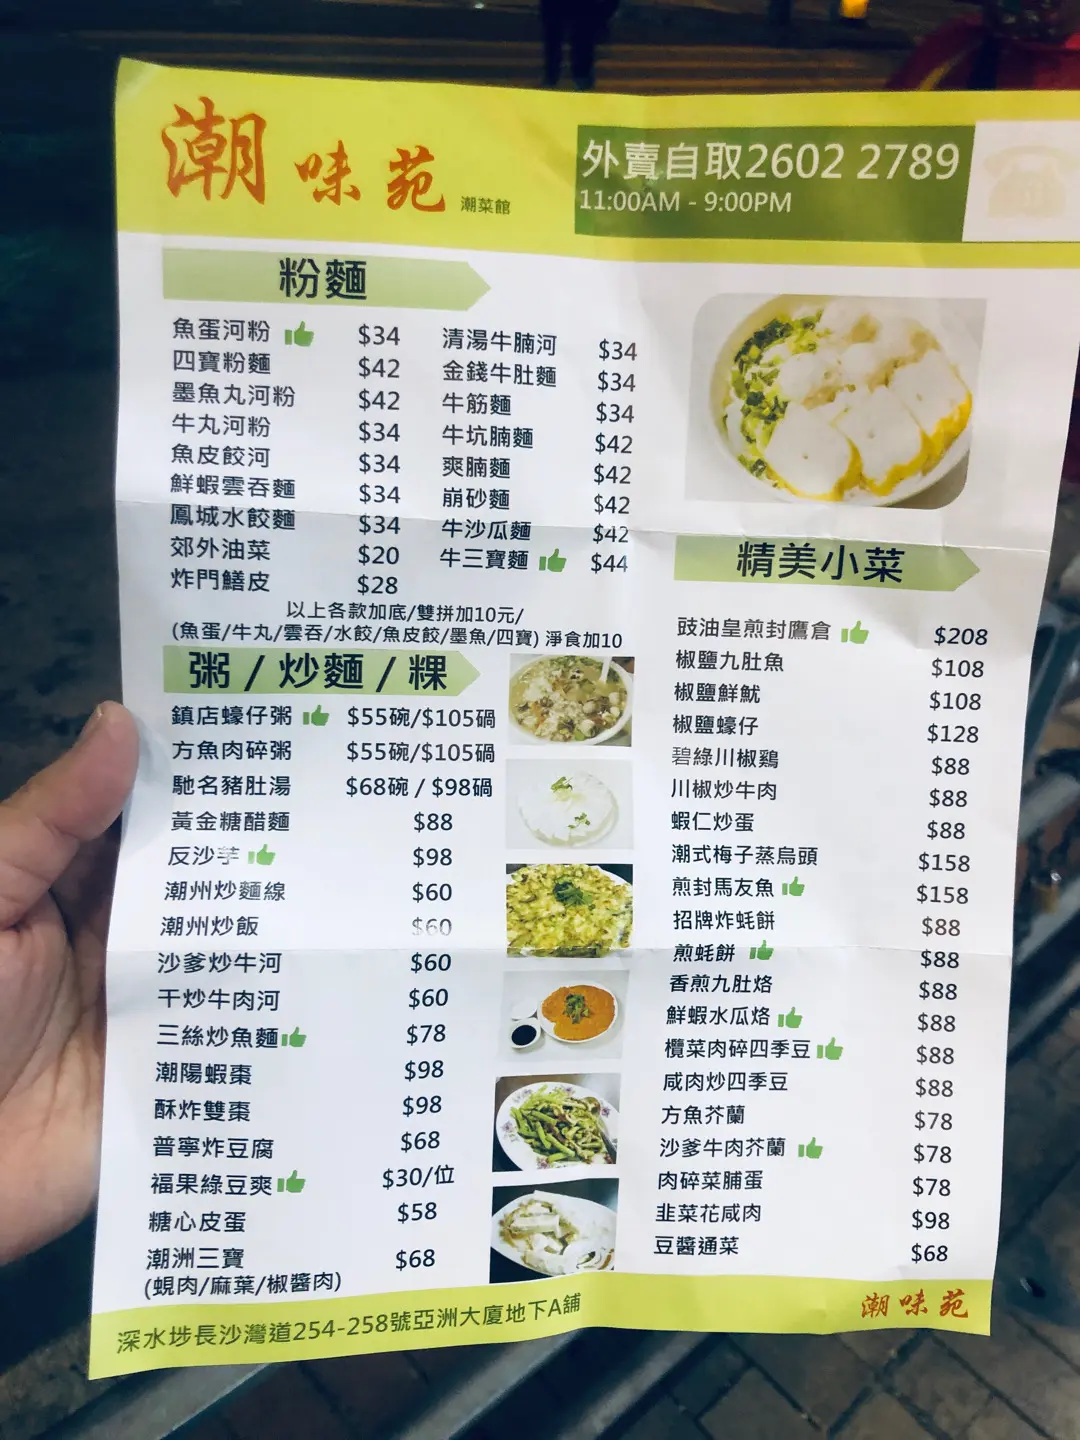 潮味苑 潮菜館
外賣自取2602 2789
11:00AM - 9:00PM
粉麵
魚蛋河粉 $34
四寶粉麵 $42
墨魚丸河粉 $42
牛丸河粉 $34
魚皮餃河 $34
鮮蝦雲吞麵 $34
鳳城水餃麵 $34
郊外油菜 $20
炸門鱔皮 $28
清湯牛腩河 $34
金錢牛肚麵 $34
牛筋麵 $34
牛坑腩麵 $42
爽腩麵 $42
崩砂麵 $42
牛沙瓜麵 $42
牛三寶麵 $44
以上各款加底/雙拼加10元/
(魚蛋/牛丸/雲吞/水餃/魚皮餃/墨魚/四寶) 淨食加10
粥 / 炒麵 / 粿
鎮店蠔仔粥 $55碗/$105碢
方魚肉碎粥 $55碗/$105碢
馳名豬肚湯 $68碗 / $98碢
黃金糖醋麵 $88
反沙芋 $98
潮州炒麵線 $60
潮州炒飯 $60
沙爹炒牛河 $60
干炒牛肉河 $60
三絲炒魚麵 $78
潮陽蝦棗 $98
酥炸雙棗 $98
普寧炸豆腐 $68
福果綠豆爽 $30/位
糖心皮蛋 $58
潮洲三寶 $68
(蜆肉/麻葉/椒醬肉)
精美小菜
豉油皇煎封鷹倉 $208
椒鹽九肚魚 $108
椒鹽鮮魷 $108
椒鹽蠔仔 $128
碧綠川椒鷄 $88
川椒炒牛肉 $88
蝦仁炒蛋 $88
潮式梅子蒸烏頭 $158
煎封馬友魚 $158
招牌炸蚝餅 $88
煎蚝餅 $88
香煎九肚烙 $88
鮮蝦水瓜烙 $88
欖菜肉碎四季豆 $88
咸肉炒四季豆 $88
方魚芥蘭 $78
沙爹牛肉芥蘭 $78
肉碎菜脯蛋 $78
韭菜花咸肉 $98
豆醬通菜 $68
深水埗長沙灣道254-258號亞洲大廈地下A舖
潮味苑